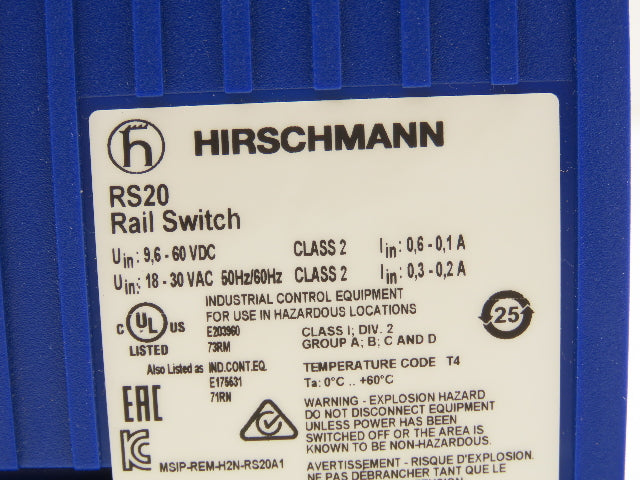 HIRSCHMANN
RS20
Rail Switch
Uin: 9,6 - 60 VDC CLASS 2 Iin: 0,6 - 0,1 A
Uin: 18 - 30 VAC 50Hz/60Hz CLASS 2 Iin: 0,3 - 0,2 A
INDUSTRIAL CONTROL EQUIPMENT
FOR USE IN HAZARDOUS LOCATIONS
C UL US
LISTED
E203960
73RM
CLASS I; DIV. 2
GROUP A; B; C AND D
25
Also Listed as IND.CONT.EQ.
E175531
71RN
TEMPERATURE CODE T4
Ta: 0°C .. +60°C
EAC
WARNING - EXPLOSION HAZARD
DO NOT DISCONNECT EQUIPMENT
UNLESS POWER HAS BEEN
SWITCHED OFF OR THE AREA IS
KNOWN TO BE NON-HAZARDOUS.
MSIP-REM-H2N-RS20A1
AVERTISSEMENT - RISQUE D'EXPLOSION.
NE PAS DÉBRANCHER TANT QUE LE